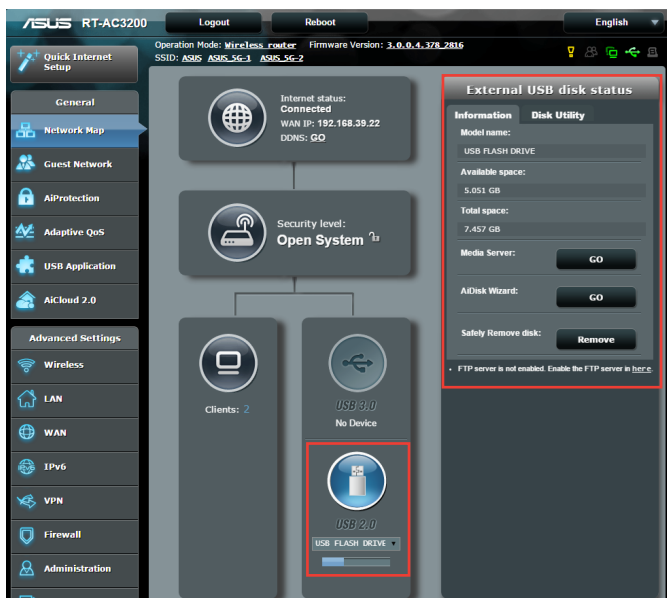 ASUS RT-AC3200
Logout
Reboot
English
Quick Internet
Setup
Operation Mode: Wireless router Firmware Version: 3.0.0.4.378_2816
SSID: ASUS ASUS_5G-1 ASUS_5G-2
General
Network Map
Guest Network
AiProtection
Adaptive QoS
USB Application
AiCloud 2.0
Advanced Settings
Wireless
LAN
WAN
IPv6
VPN
Firewall
Administration
Internet status:
Connected
WAN IP: 192.168.39.22
DDNS: GO
Security level:
Open System
Clients: 2
USB 3.0
No Device
USB 2.0
USB FLASH DRIVE
External USB disk status
Information
Disk Utility
Model name:
USB FLASH DRIVE
Available space:
5.051 GB
Total space:
7.457 GB
Media Server:
GO
AiDisk Wizard:
GO
Safely Remove disk:
Remove
• FTP server is not enabled. Enable the FTP server in here.